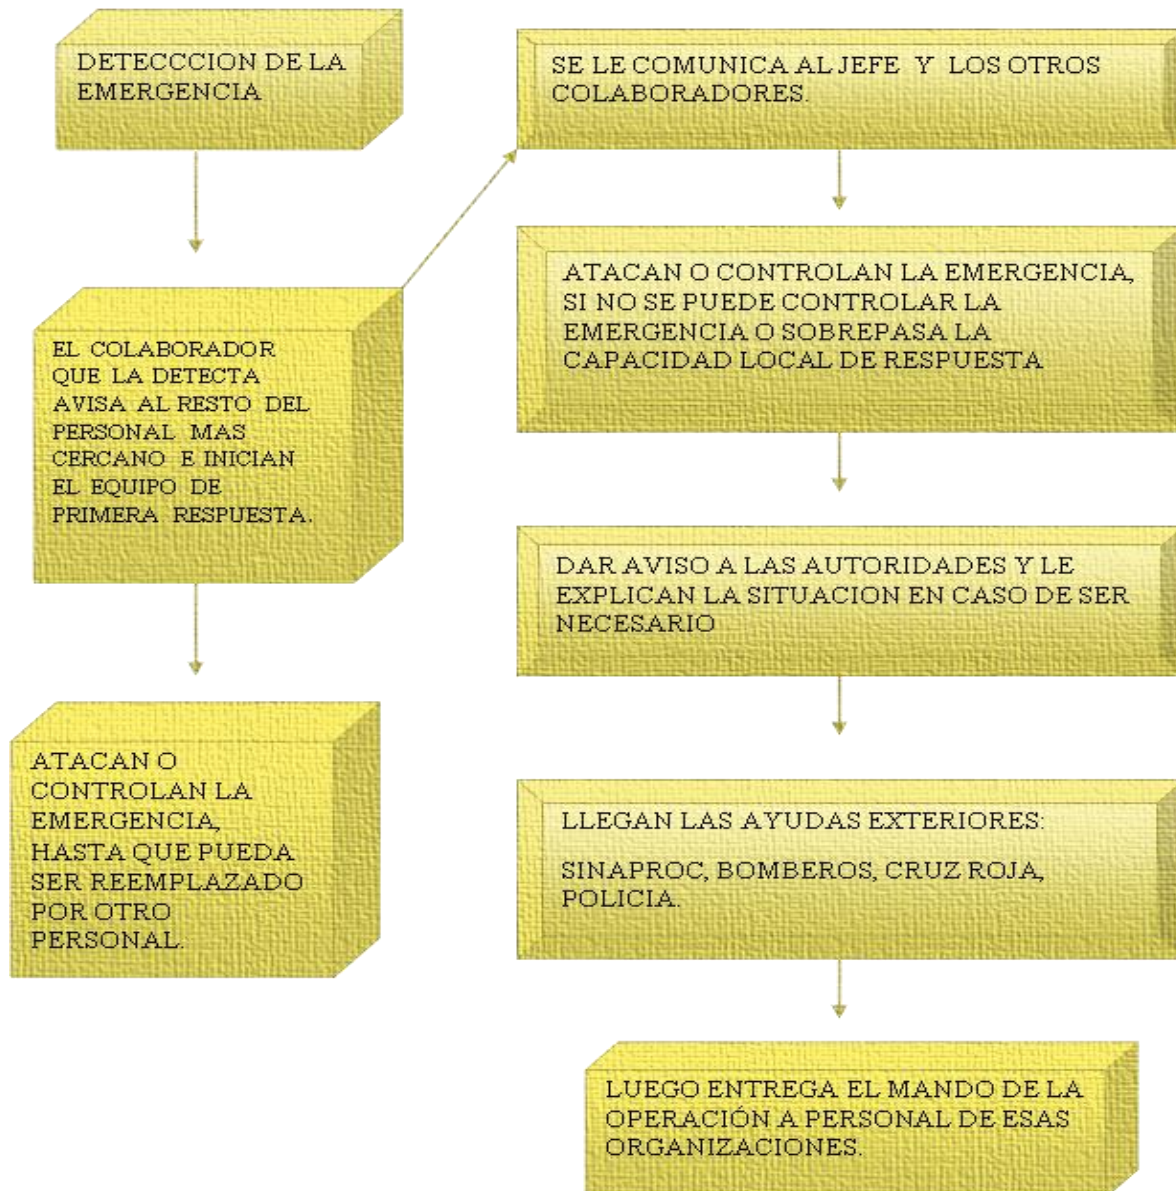 DETECCCION DE LA
EMERGENCIA
EL COLABORADOR
QUE LA DETECTA
AVISA AL RESTO DEL
PERSONAL MAS
CERCANO E INICIAN
EL EQUIPO DE
PRIMERA RESPUESTA.
ATACAN O
CONTROLAN LA
EMERGENCIA,
HASTA QUE PUEDA
SER REEMPLAZADO
POR OTRO
PERSONAL.
SE LE COMUNICA AL JEFE Y LOS OTROS
COLABORADORES.
ATACAN O CONTROLAN LA EMERGENCIA,
SI NO SE PUEDE CONTROLAR LA
EMERGENCIA O SOBREPASA LA
CAPACIDAD LOCAL DE RESPUESTA
DAR AVISO A LAS AUTORIDADES Y LE
EXPLICAN LA SITUACION EN CASO DE SER
NECESARIO
LLEGAN LAS AYUDAS EXTERIORES:
SINAPROC, BOMBEROS, CRUZ ROJA,
POLICIA.
LUEGO ENTREGA EL MANDO DE LA
OPERACIÓN A PERSONAL DE ESAS
ORGANIZACIONES.